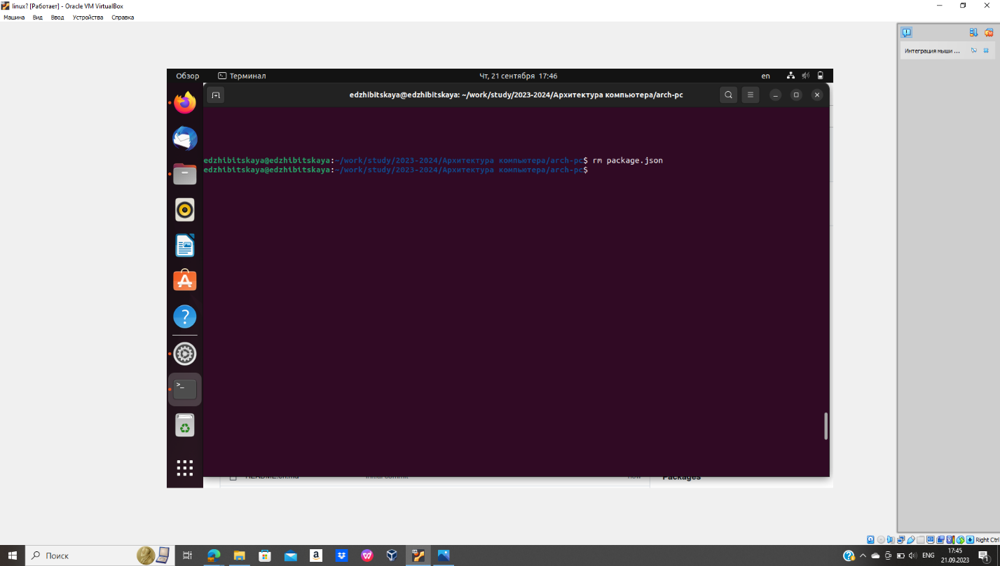 linux? [Работает] - Oracle VM VirtualBox
Машина Вид Ввод Устройства Справка
Интеграция мыши ...
Обзор Терминал Чт, 21 сентября 17:46 en
edzhibitskaya@edzhibitskaya: ~/work/study/2023-2024/Архитектура компьютера/arch-pc
edzhibitskaya@edzhibitskaya:~/work/study/2023-2024/Архитектура компьютера/arch-pc$ rm package.json
edzhibitskaya@edzhibitskaya:~/work/study/2023-2024/Архитектура компьютера/arch-pc$
README.en.md Initial commit now Packages
Right Ctrl
Поиск ENG 17:45
21.09.2023